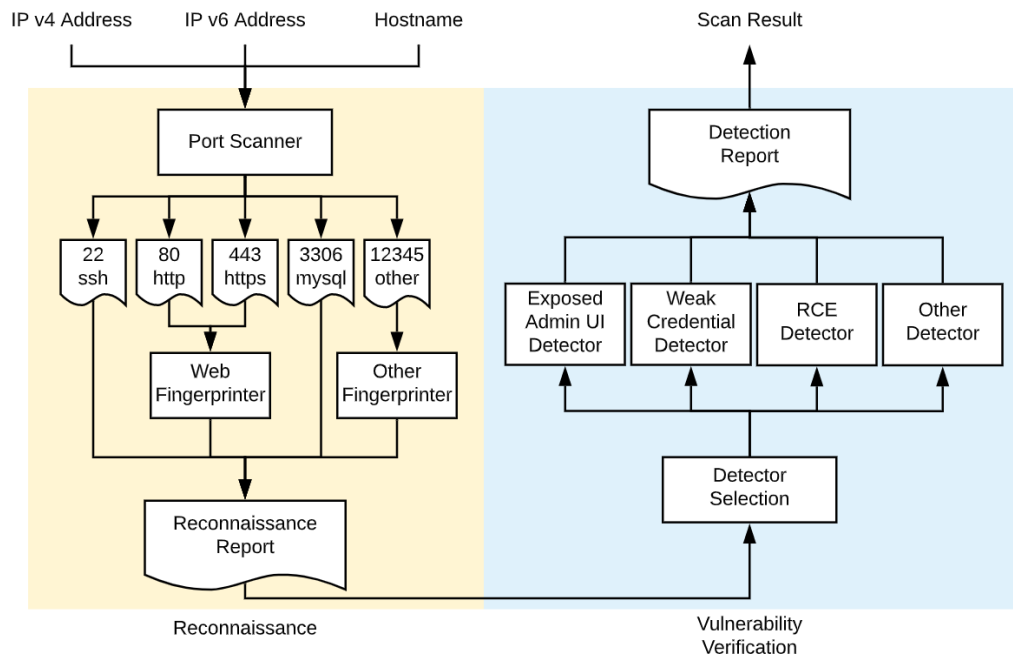 IP v4 Address
IP v6 Address
Hostname
Port Scanner
22
ssh
80
http
443
https
3306
mysql
12345
other
Web
Fingerprinter
Other
Fingerprinter
Reconnaissance
Report
Reconnaissance
Scan Result
Detection
Report
Exposed
Admin UI
Detector
Weak
Credential
Detector
RCE
Detector
Other
Detector
Detector
Selection
Vulnerability
Verification